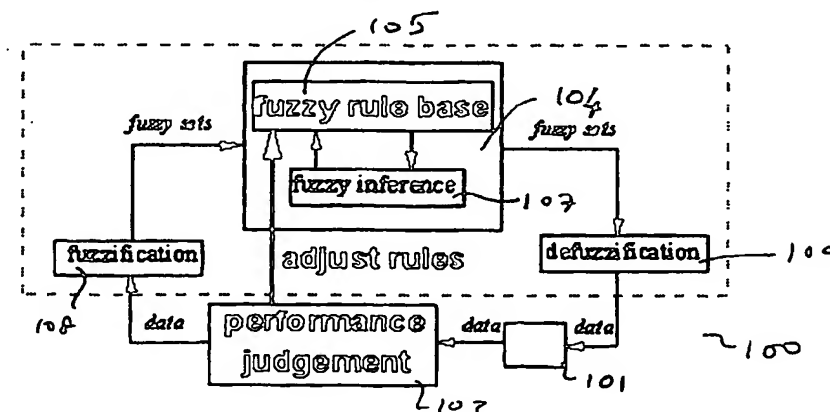 105
fuzzy rule base
104
fuzzy sets
fuzzy sets
fuzzy inference
107
fuzzification
adjust rules
defuzzification
108
data
performance
judgement
data
data
101
100